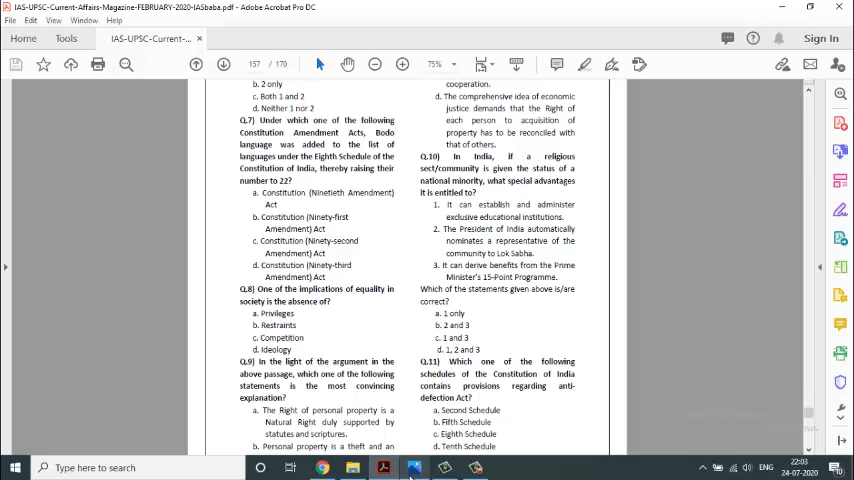 IAS-UPSC-Current-Affairs-Magazine-FEBRUARY-2020-IASbaba.pdf - Adobe Acrobat Pro DC
File Edit View Window Help
Home Tools IAS-UPSC-Current-... × Sign In
157 / 170 75%
b. 2 only
c. Both 1 and 2
d. Neither 1 nor 2
Q.7) Under which one of the following
Constitution Amendment Acts, Bodo
language was added to the list of
languages under the Eighth Schedule of the
Constitution of India, thereby raising their
number to 22?
a. Constitution (Ninetieth Amendment)
Act
b. Constitution (Ninety-first
Amendment) Act
c. Constitution (Ninety-second
Amendment) Act
d. Constitution (Ninety-third
Amendment) Act
Q.8) One of the implications of equality in
society is the absence of?
a. Privileges
b. Restraints
c. Competition
d. Ideology
Q.9) In the light of the argument in the
above passage, which one of the following
statements is the most convincing
explanation?
a. The Right of personal property is a
Natural Right duly supported by
statutes and scriptures.
b. Personal property is a theft and an
cooperation.
d. The comprehensive idea of economic
justice demands that the Right of
each person to acquisition of
property has to be reconciled with
that of others.
Q.10) In India, if a religious
sect/community is given the status of a
national minority, what special advantages
it is entitled to?
1. It can establish and administer
exclusive educational institutions.
2. The President of India automatically
nominates a representative of the
community to Lok Sabha.
3. It can derive benefits from the Prime
Minister's 15-Point Programme.
Which of the statements given above is/are
correct?
a. 1 only
b. 2 and 3
c. 1 and 3
d. 1, 2 and 3
Q.11) Which one of the following
schedules of the Constitution of India
contains provisions regarding anti-
defection Act?
a. Second Schedule
b. Fifth Schedule
c. Eighth Schedule
d. Tenth Schedule
Type here to search
ENG
22:03
24-07-2020
10